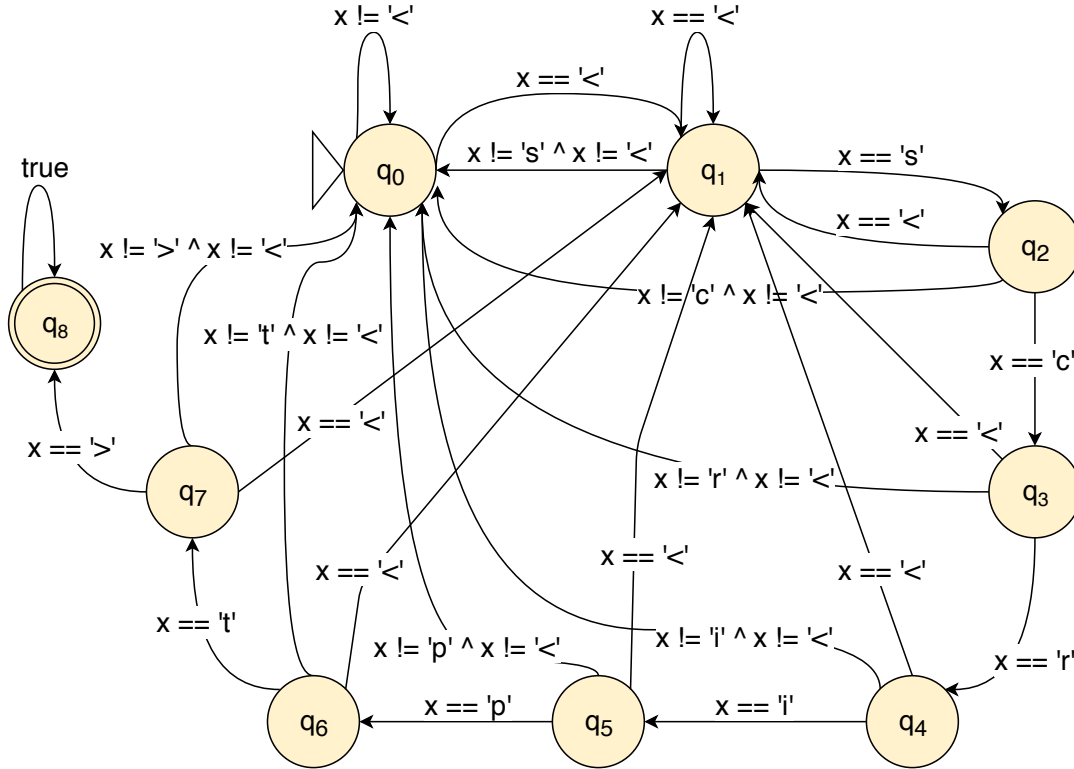 x != '<'
x == '<'
x == '<'
x != 's' ^ x != '<'
x == 's'
true
q0
q1
x == '<'
q2
x != '>' ^ x != '<'
x != 'c' ^ x != '<'
q8
x != 't' ^ x != '<'
x == 'c'
x == '<'
x == '<'
x == '>'
x != 'r' ^ x != '<'
q7
q3
x == '<'
x == '<'
x == '<'
x == 't'
x != 'p' ^ x != '<'
x != 'i' ^ x != '<'
x == 'r'
x == 'p'
x == 'i'
q6
q5
q4